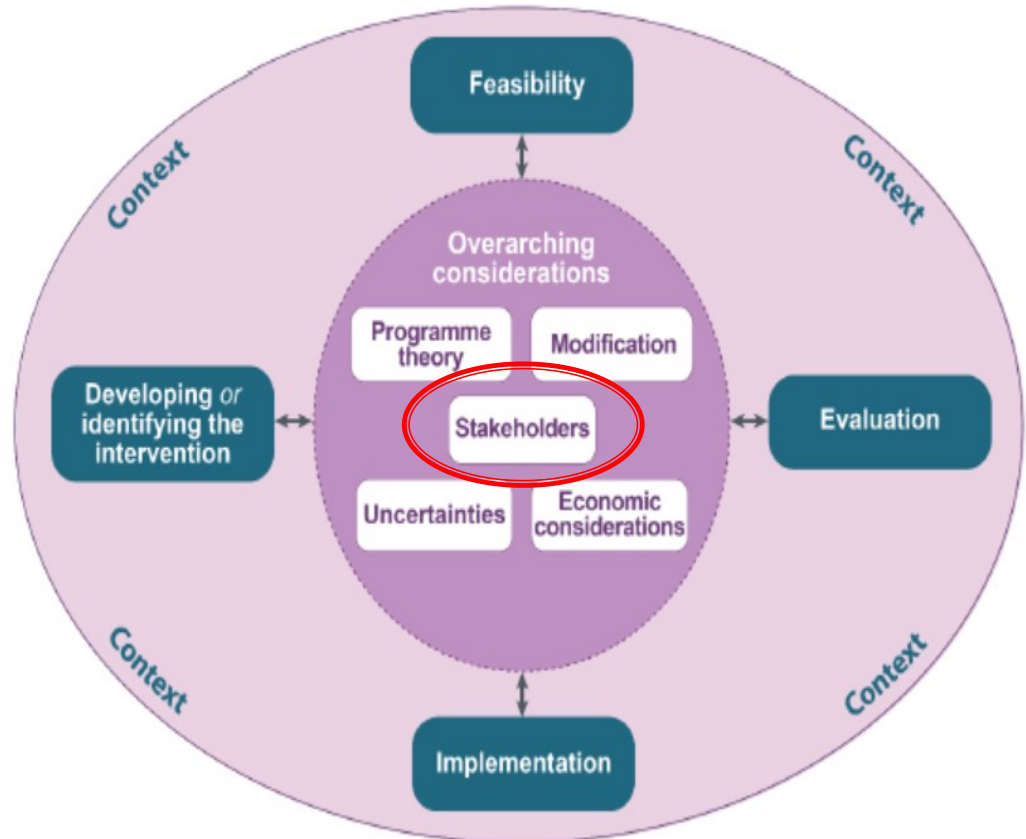 Feasibility
Context
Context
Overarching
considerations
Programme
theory
Modification
Developing or
identifying the
intervention
Stakeholders
Evaluation
Uncertainties
Economic
considerations
Context
Context
Implementation